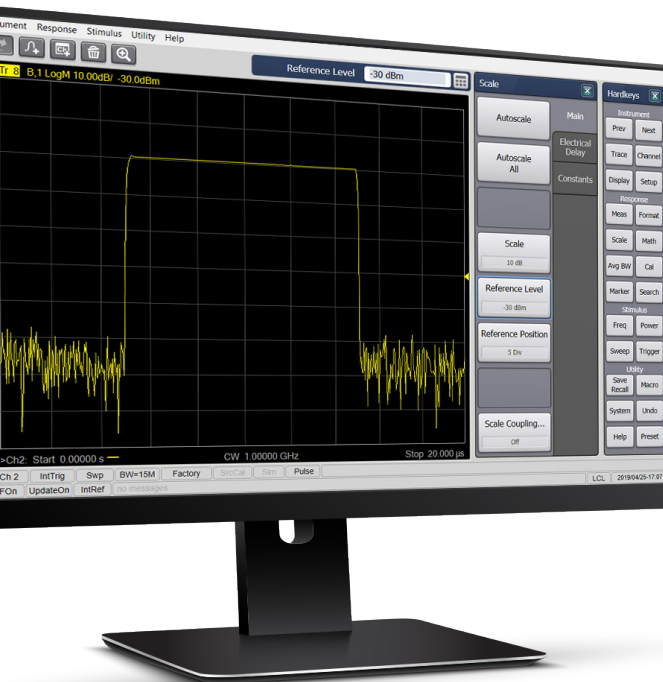 ument Response Stimulus Utility Help
Tr 8 B,1 LogM 10.00dB/ -30.0dBm
Reference Level -30 dBm
Scale
Autoscale
Main
Autoscale
All
Electrical
Delay
Constants
Scale
10 dB
Reference Level
-30 dBm
Reference Position
5 Div
Scale Coupling...
Off
Hardkeys
Instrument
Prev Next
Trace Channel
Display Setup
Response
Meas Format
Scale Math
Avg BW Cal
Marker Search
Stimulus
Freq Power
Sweep Trigger
Utility
Save
Recall Macro
System Undo
Help Preset
>Ch2: Start 0.00000 s
CW 1.00000 GHz
Stop 20.000 µs
Ch 2 IntTrig Swp BW=15M Factory SrcCal Sim Pulse
FOn UpdateOn IntRef no messages
LCL 2019/04/25-17:07